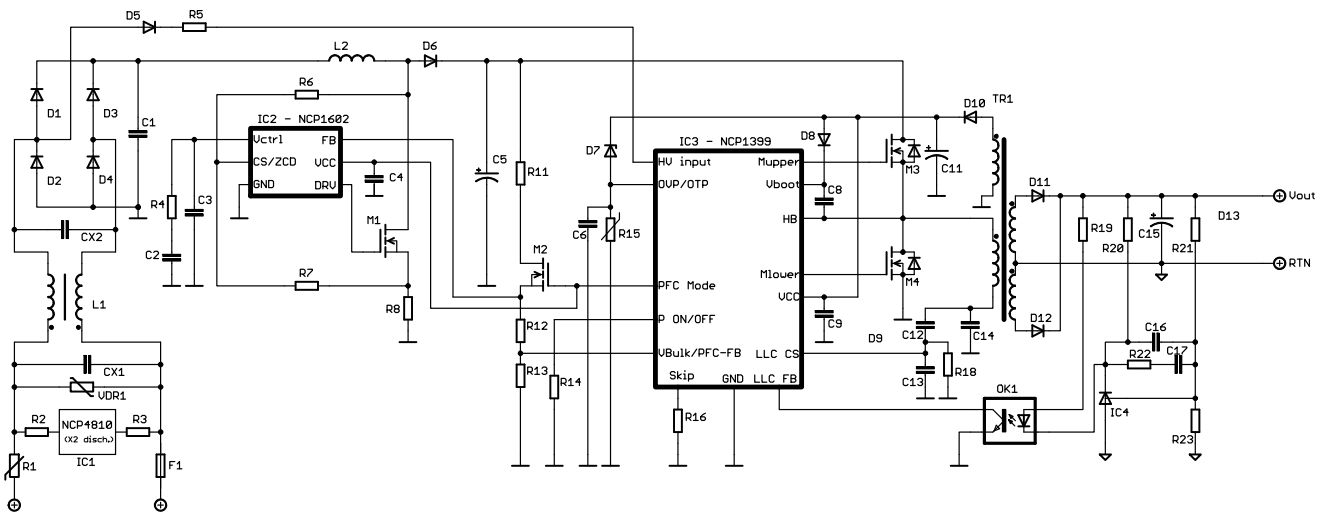 D5
R5
L2
D6
D1
D3
D2
D4
C1
R6
IC2 - NCP1602
Vctrl
FB
CS/ZCD
VCC
GND
DRV
C4
R4
C3
C2
M1
R7
R8
CX2
L1
CX1
VDR1
R2
NCP4810
(X2 disch.)
R3
IC1
R1
F1
C5
R11
M2
R12
R13
R14
D7
C6
R15
IC3 - NCP1399
HV input
Mupper
OVP/OTP
Vboot
HB
Mlower
PFC Mode
VCC
P ON/OFF
VBulk/PFC-FB
LLC CS
Skip
GND
LLC FB
R16
D8
C8
C9
M3
M4
C11
D10
TR1
D9
C12
C14
C13
R18
D11
D12
R19
R20
C15
R21
D13
Vout
RTN
C16
R22
C17
OK1
IC4
R23